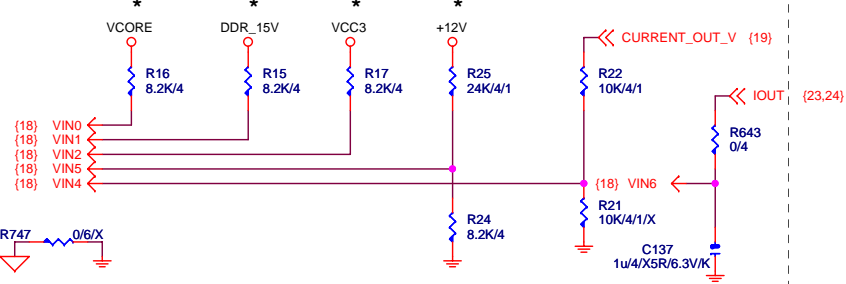 * * * *
VCORE DDR_15V VCC3 +12V
CURRENT_OUT_V {19}
R16 8.2K/4
R15 8.2K/4
R17 8.2K/4
R25 24K/4/1
R22 10K/4/1
IOUT {23,24}
{18} VIN0
{18} VIN1
{18} VIN2
{18} VIN5
{18} VIN4
R643 0/4
{18} VIN6
R24 8.2K/4
R21 10K/4/1/X
R747 0/6/X
C137
1u/4/X5R/6.3V/K